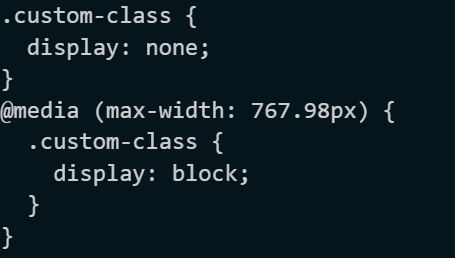 .custom-class {
  display: none;
}
@media (max-width: 767.98px) {
  .custom-class {
    display: block;
  }
}